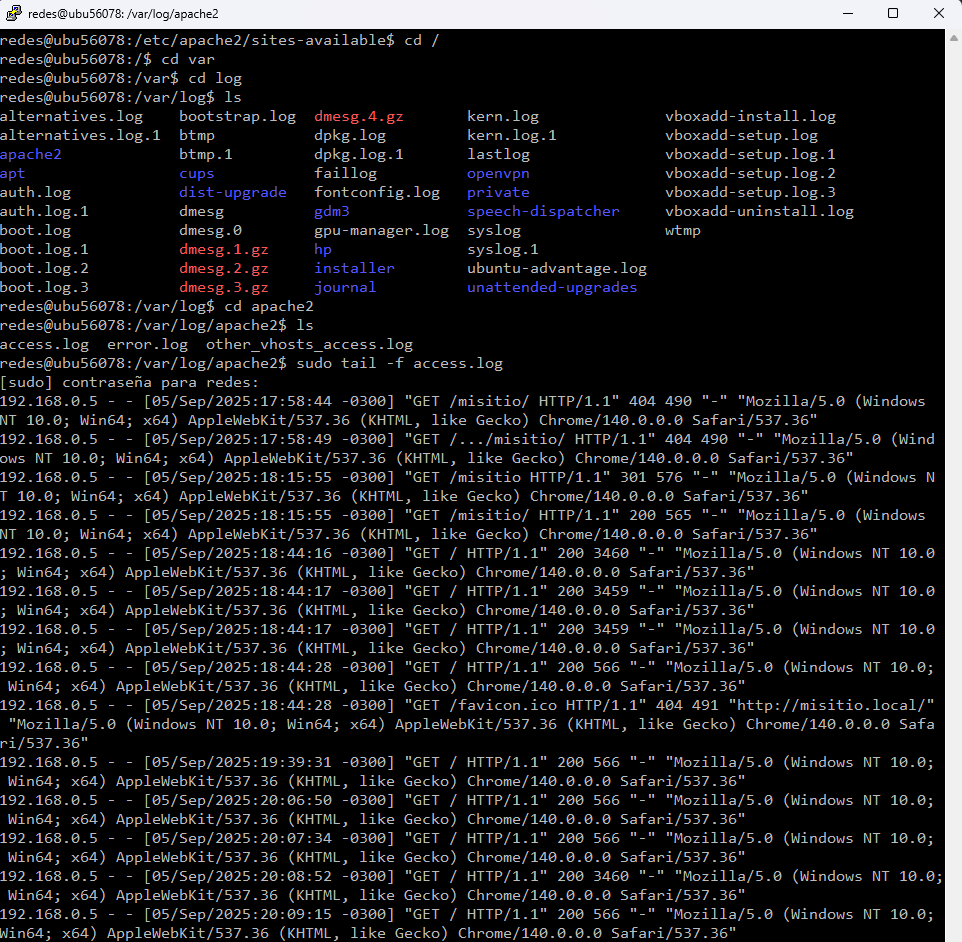 redes@ubu56078: /var/log/apache2
redes@ubu56078:/etc/apache2/sites-available$ cd /
redes@ubu56078:/$ cd var
redes@ubu56078:/var$ cd log
redes@ubu56078:/var/log$ ls
alternatives.log    bootstrap.log  dmesg.4.gz       kern.log              vboxadd-install.log
alternatives.log.1  btmp           dpkg.log         kern.log.1            vboxadd-setup.log
apache2             btmp.1         dpkg.log.1       lastlog               vboxadd-setup.log.1
apt                 cups           faillog          openvpn               vboxadd-setup.log.2
auth.log            dist-upgrade   fontconfig.log   private               vboxadd-setup.log.3
auth.log.1          dmesg          gdm3             speech-dispatcher     vboxadd-uninstall.log
boot.log            dmesg.0        gpu-manager.log  syslog                wtmp
boot.log.1          dmesg.1.gz     hp               syslog.1
boot.log.2          dmesg.2.gz     installer        ubuntu-advantage.log
boot.log.3          dmesg.3.gz     journal          unattended-upgrades
redes@ubu56078:/var/log$ cd apache2
redes@ubu56078:/var/log/apache2$ ls
access.log  error.log  other_vhosts_access.log
redes@ubu56078:/var/log/apache2$ sudo tail -f access.log
[sudo] contraseña para redes:
192.168.0.5 - - [05/Sep/2025:17:58:44 -0300] "GET /misitio/ HTTP/1.1" 404 490 "-" "Mozilla/5.0 (Windows
NT 10.0; Win64; x64) AppleWebKit/537.36 (KHTML, like Gecko) Chrome/140.0.0.0 Safari/537.36"
192.168.0.5 - - [05/Sep/2025:17:58:49 -0300] "GET /.../misitio/ HTTP/1.1" 404 490 "-" "Mozilla/5.0 (Wind
ows NT 10.0; Win64; x64) AppleWebKit/537.36 (KHTML, like Gecko) Chrome/140.0.0.0 Safari/537.36"
192.168.0.5 - - [05/Sep/2025:18:15:55 -0300] "GET /misitio HTTP/1.1" 301 576 "-" "Mozilla/5.0 (Windows N
T 10.0; Win64; x64) AppleWebKit/537.36 (KHTML, like Gecko) Chrome/140.0.0.0 Safari/537.36"
192.168.0.5 - - [05/Sep/2025:18:15:55 -0300] "GET /misitio/ HTTP/1.1" 200 565 "-" "Mozilla/5.0 (Windows
NT 10.0; Win64; x64) AppleWebKit/537.36 (KHTML, like Gecko) Chrome/140.0.0.0 Safari/537.36"
192.168.0.5 - - [05/Sep/2025:18:44:16 -0300] "GET / HTTP/1.1" 200 3460 "-" "Mozilla/5.0 (Windows NT 10.0
; Win64; x64) AppleWebKit/537.36 (KHTML, like Gecko) Chrome/140.0.0.0 Safari/537.36"
192.168.0.5 - - [05/Sep/2025:18:44:17 -0300] "GET / HTTP/1.1" 200 3459 "-" "Mozilla/5.0 (Windows NT 10.0
; Win64; x64) AppleWebKit/537.36 (KHTML, like Gecko) Chrome/140.0.0.0 Safari/537.36"
192.168.0.5 - - [05/Sep/2025:18:44:17 -0300] "GET / HTTP/1.1" 200 3459 "-" "Mozilla/5.0 (Windows NT 10.0
; Win64; x64) AppleWebKit/537.36 (KHTML, like Gecko) Chrome/140.0.0.0 Safari/537.36"
192.168.0.5 - - [05/Sep/2025:18:44:28 -0300] "GET / HTTP/1.1" 200 566 "-" "Mozilla/5.0 (Windows NT 10.0;
 Win64; x64) AppleWebKit/537.36 (KHTML, like Gecko) Chrome/140.0.0.0 Safari/537.36"
192.168.0.5 - - [05/Sep/2025:18:44:28 -0300] "GET /favicon.ico HTTP/1.1" 404 491 "http://misitio.local/"
 "Mozilla/5.0 (Windows NT 10.0; Win64; x64) AppleWebKit/537.36 (KHTML, like Gecko) Chrome/140.0.0.0 Safa
ri/537.36"
192.168.0.5 - - [05/Sep/2025:19:39:31 -0300] "GET / HTTP/1.1" 200 566 "-" "Mozilla/5.0 (Windows NT 10.0;
 Win64; x64) AppleWebKit/537.36 (KHTML, like Gecko) Chrome/140.0.0.0 Safari/537.36"
192.168.0.5 - - [05/Sep/2025:20:06:50 -0300] "GET / HTTP/1.1" 200 566 "-" "Mozilla/5.0 (Windows NT 10.0;
 Win64; x64) AppleWebKit/537.36 (KHTML, like Gecko) Chrome/140.0.0.0 Safari/537.36"
192.168.0.5 - - [05/Sep/2025:20:07:34 -0300] "GET / HTTP/1.1" 200 566 "-" "Mozilla/5.0 (Windows NT 10.0;
 Win64; x64) AppleWebKit/537.36 (KHTML, like Gecko) Chrome/140.0.0.0 Safari/537.36"
192.168.0.5 - - [05/Sep/2025:20:08:52 -0300] "GET / HTTP/1.1" 200 3460 "-" "Mozilla/5.0 (Windows NT 10.0;
 Win64; x64) AppleWebKit/537.36 (KHTML, like Gecko) Chrome/140.0.0.0 Safari/537.36"
192.168.0.5 - - [05/Sep/2025:20:09:15 -0300] "GET / HTTP/1.1" 200 566 "-" "Mozilla/5.0 (Windows NT 10.0;
Win64; x64) AppleWebKit/537.36 (KHTML, like Gecko) Chrome/140.0.0.0 Safari/537.36"